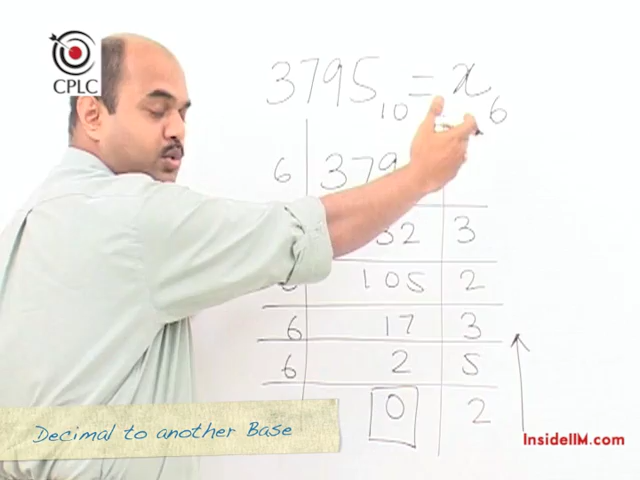 CPLC
3795₁₀ = x₆
6 379
32 3
105 2
6 17 3
6 2 5
0 2
Decimal to another Base
InsideIIM.com